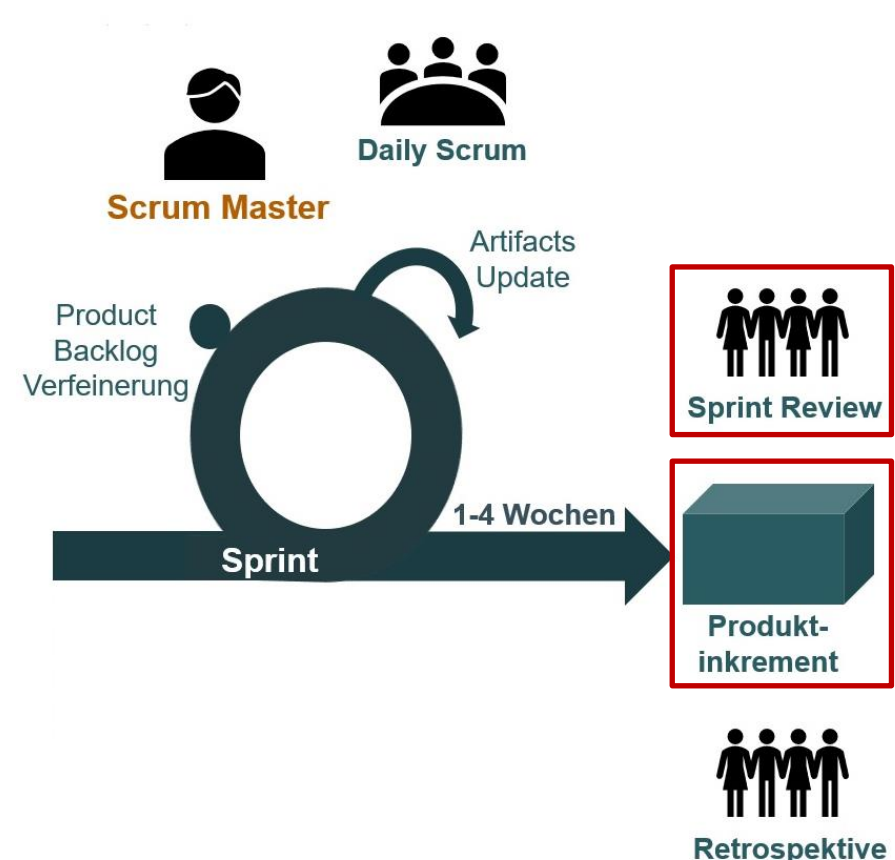 Daily Scrum
Scrum Master
Artifacts
Update
Product
Backlog
Verfeinerung
Sprint Review
1-4 Wochen
Sprint
Produkt-
inkrement
Retrospektive